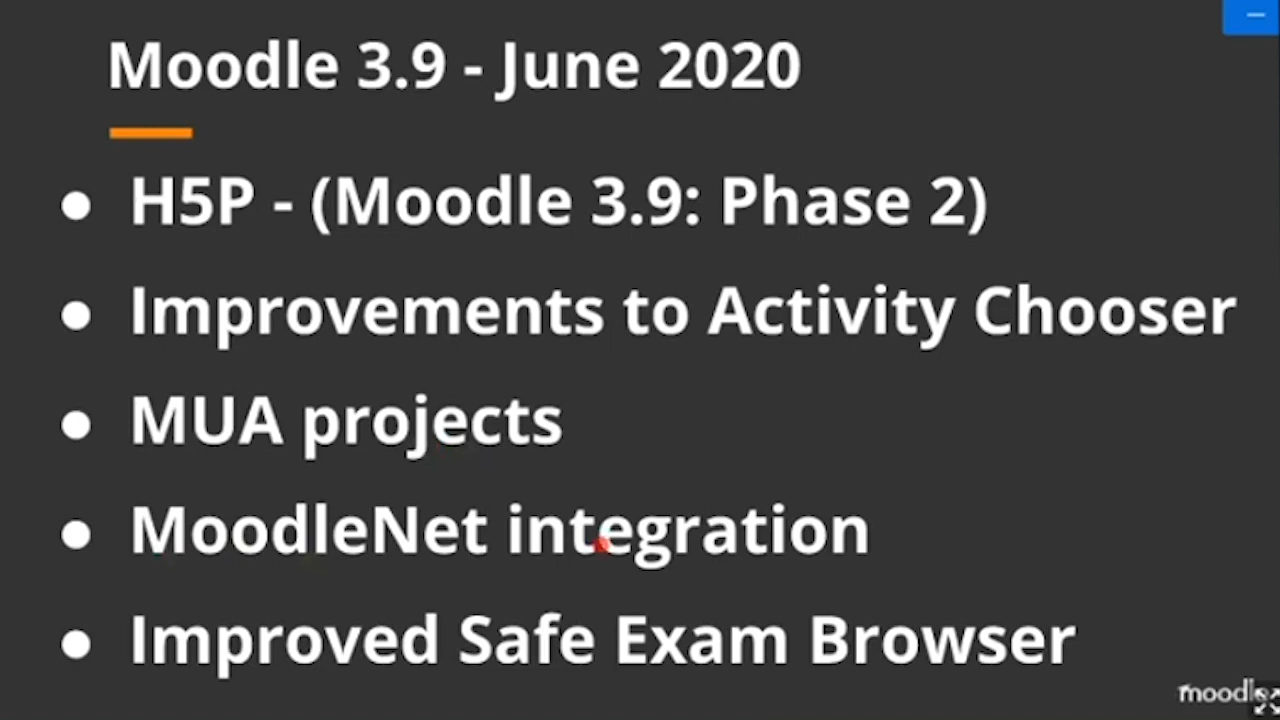 Moodle 3.9 - June 2020
● H5P - (Moodle 3.9: Phase 2)
● Improvements to Activity Chooser
● MUA projects
● MoodleNet integration
● Improved Safe Exam Browser
moodle